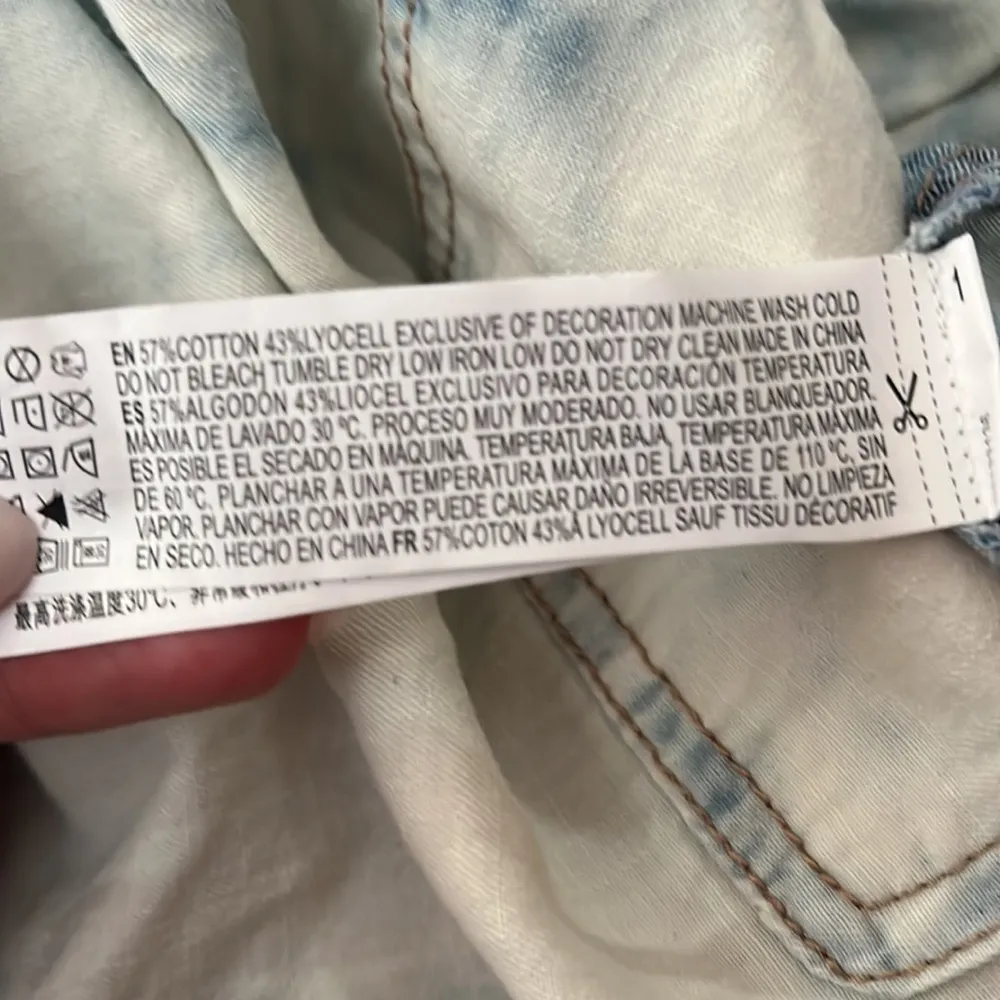 EN 57%COTTON 43%LYOCELL EXCLUSIVE OF DECORATION MACHINE WASH COLD
DO NOT BLEACH TUMBLE DRY LOW IRON LOW DO NOT DRY CLEAN MADE IN CHINA
ES 57%ALGODÓN 43%LIOCEL EXCLUSIVO PARA DECORACIÓN TEMPERATURA
MÁXIMA DE LAVADO 30 ºC. PROCESO MUY MODERADO. NO USAR BLANQUEADOR.
ES POSIBLE EL SECADO EN MÁQUINA. TEMPERATURA BAJA, TEMPERATURA MÁXIMA
DE 60 ºC, PLANCHAR A UNA TEMPERATURA MÁXIMA DE LA BASE DE 110 ºC, SIN
VAPOR. PLANCHAR CON VAPOR PUEDE CAUSAR DAÑO IRREVERSIBLE. NO LIMPIEZA
EN SECO. HECHO EN CHINA FR 57%COTON 43%Â LYOCELL SAUF TISSU DÉCORATIF
最高洗涤温度30℃、
1